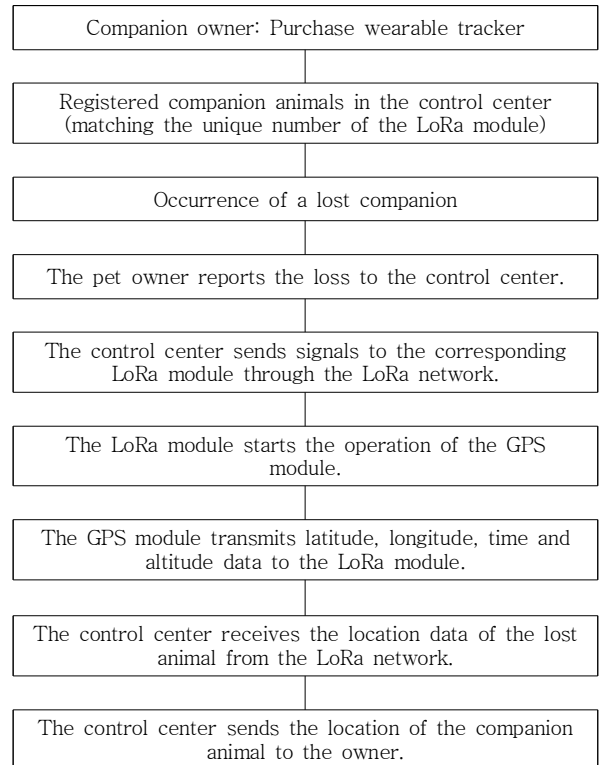 Companion owner: Purchase wearable tracker
Registered companion animals in the control center
(matching the unique number of the LoRa module)
Occurrence of a lost companion
The pet owner reports the loss to the control center.
The control center sends signals to the corresponding
LoRa module through the LoRa network.
The LoRa module starts the operation of the GPS
module.
The GPS module transmits latitude, longitude, time and
altitude data to the LoRa module.
The control center receives the location data of the lost
animal from the LoRa network.
The control center sends the location of the companion
animal to the owner.